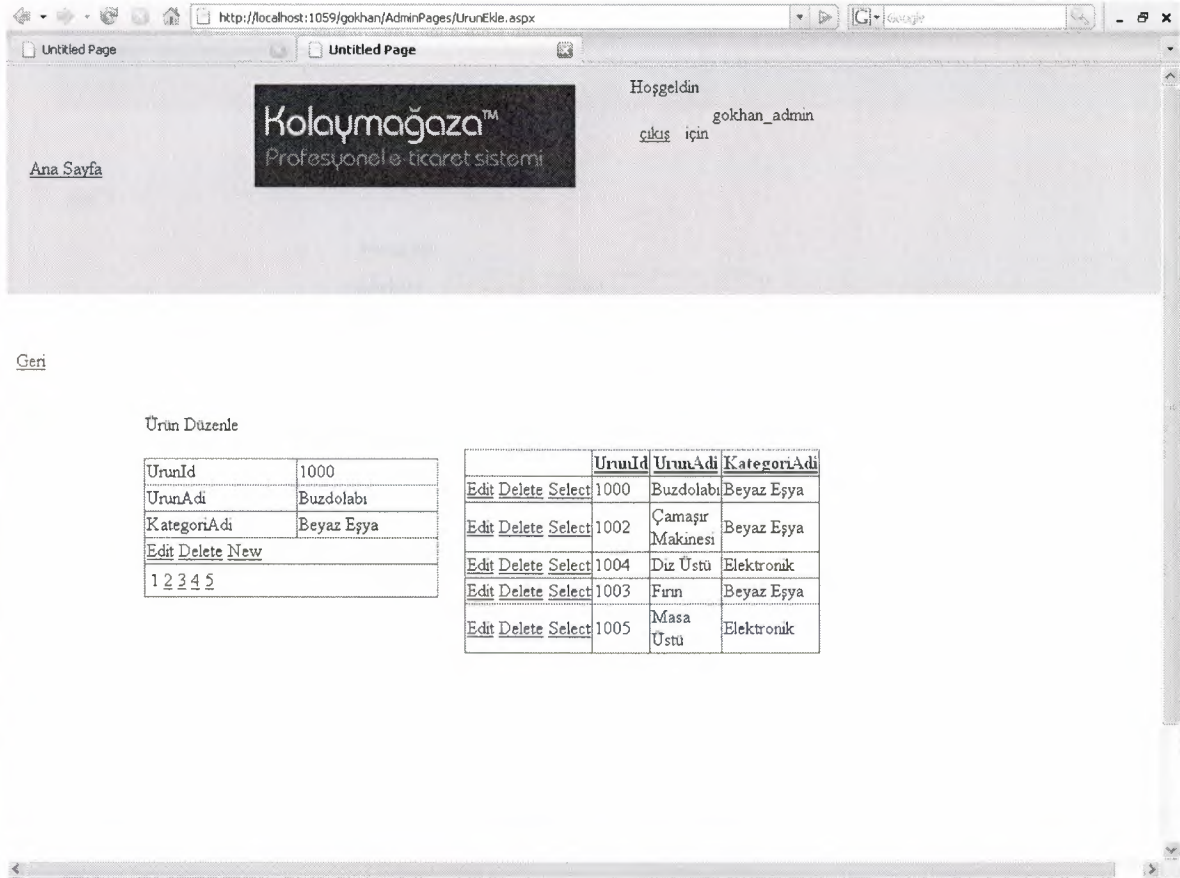 http://localhost:1059/gokhan/AdminPages/UrunEkle.aspx
G Google
Untitled Page
Untitled Page
Hoşgeldin
gokhan_admin
çıkış için
Kolaymağaza™
Profesyonel e-ticaret sistemi
Ana Sayfa
Geri
Ürün Düzenle
UrunId 1000
UrunAdi Buzdolabı
KategoriAdi Beyaz Eşya
Edit Delete New
1 2 3 4 5
UrunId UrunAdi KategoriAdi
Edit Delete Select 1000 Buzdolabı Beyaz Eşya
Edit Delete Select 1002 Çamaşır Makinesi Beyaz Eşya
Edit Delete Select 1004 Diz Üstü Elektronik
Edit Delete Select 1003 Fırın Beyaz Eşya
Edit Delete Select 1005 Masa Üstü Elektronik